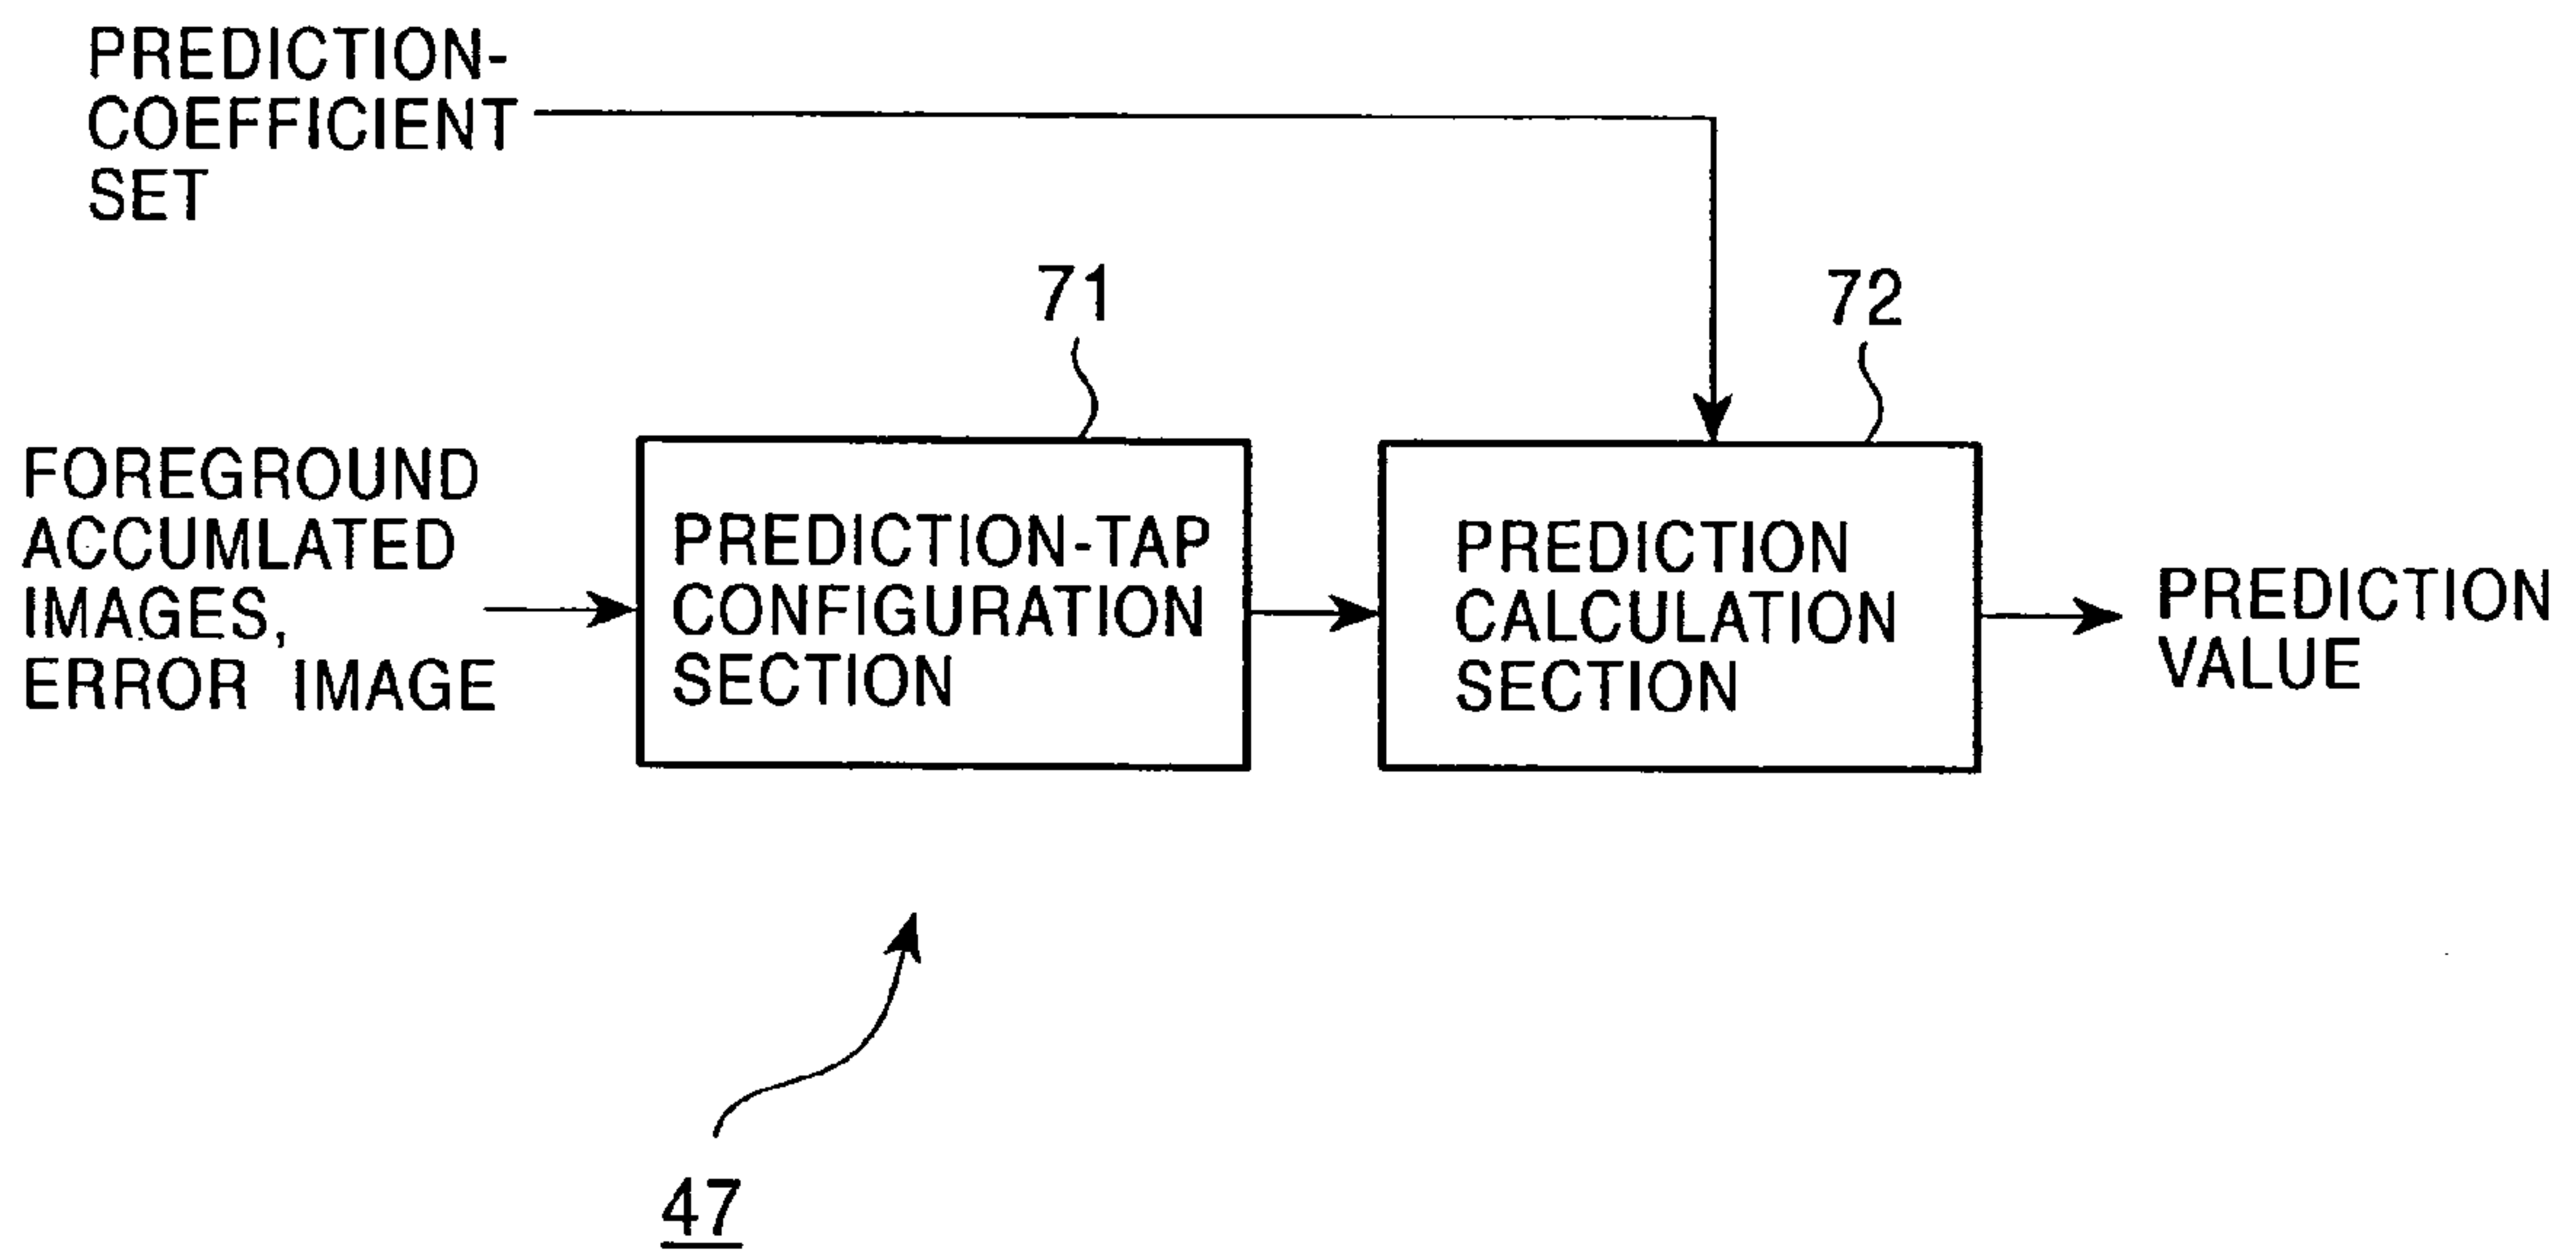 PREDICTION-
COEFFICIENT
SET
71
72
FOREGROUND
ACCUMLATED
IMAGES,
ERROR IMAGE
PREDICTION-TAP
CONFIGURATION
SECTION
PREDICTION
CALCULATION
SECTION
PREDICTION
VALUE
47